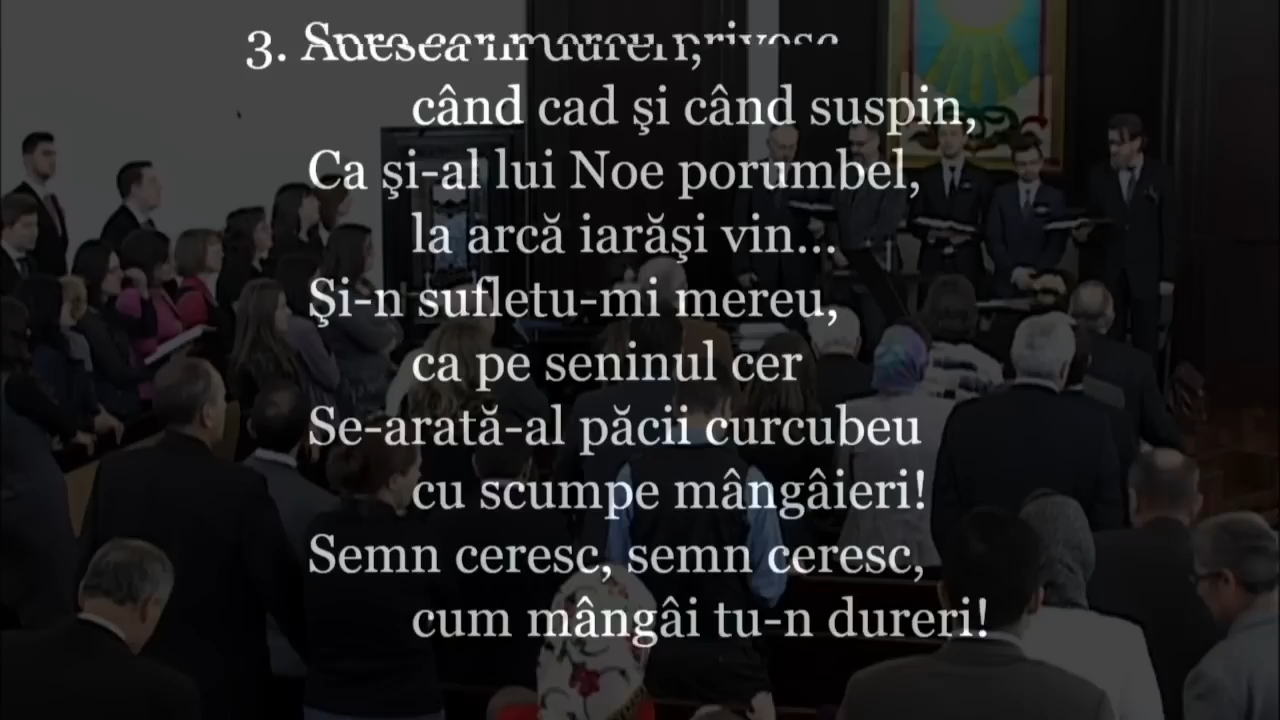 3.
când cad şi când suspin,
Ca şi-al lui Noe porumbel,
la arcă iarăşi vin...
Şi-n sufletu-mi mereu,
ca pe seninul cer
Se-arată-al păcii curcubeu
cu scumpe mângâieri!
Semn ceresc, semn ceresc,
cum mângâi tu-n dureri!